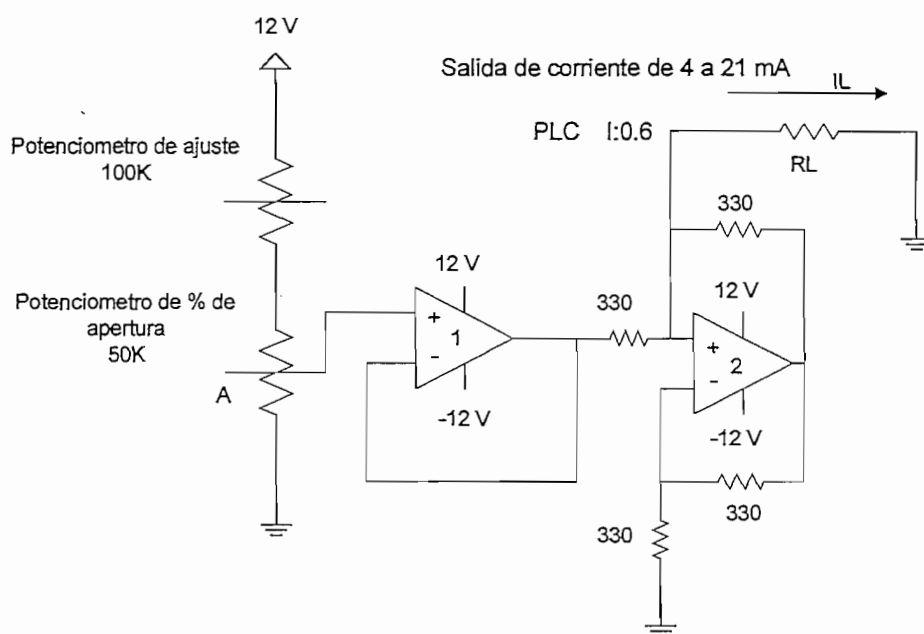 12 V
Salida de corriente de 4 a 21 mA
IL
PLC I:0.6
RL
Potenciometro de ajuste
100K
330
12 V
12 V
330
Potenciometro de % de
apertura
50K
+
1
-
+
2
-
A
-12 V
-12 V
330
330